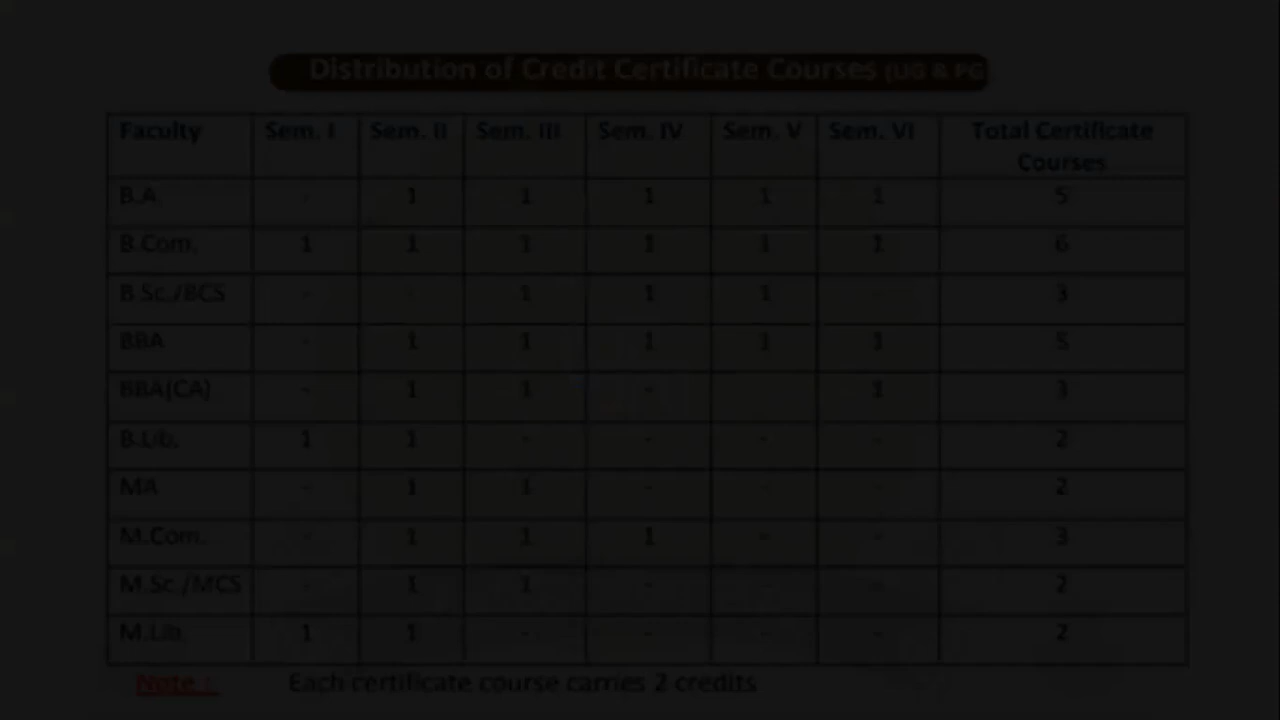 Distribution of Credit Certificate Courses (UG & PG
Faculty Sem. I Sem. II Sem. III Sem. IV Sem. V Sem. VI Total Certificate Courses
B.A. - 1 1 1 1 1 5
B.Com. 1 1 1 1 1 1 6
B.Sc./BCS - - 1 1 1 - 3
BBA - 1 1 1 1 1 5
BBA(CA) - 1 1 - 1 3
B.Lib. 1 1 - - - - 2
MA - 1 1 - - - 2
M.Com. - 1 1 1 - - 3
M.Sc./MCS - 1 1 - - - 2
M.Lib. 1 1 - - - - 2
Note : Each certificate course carries 2 credits